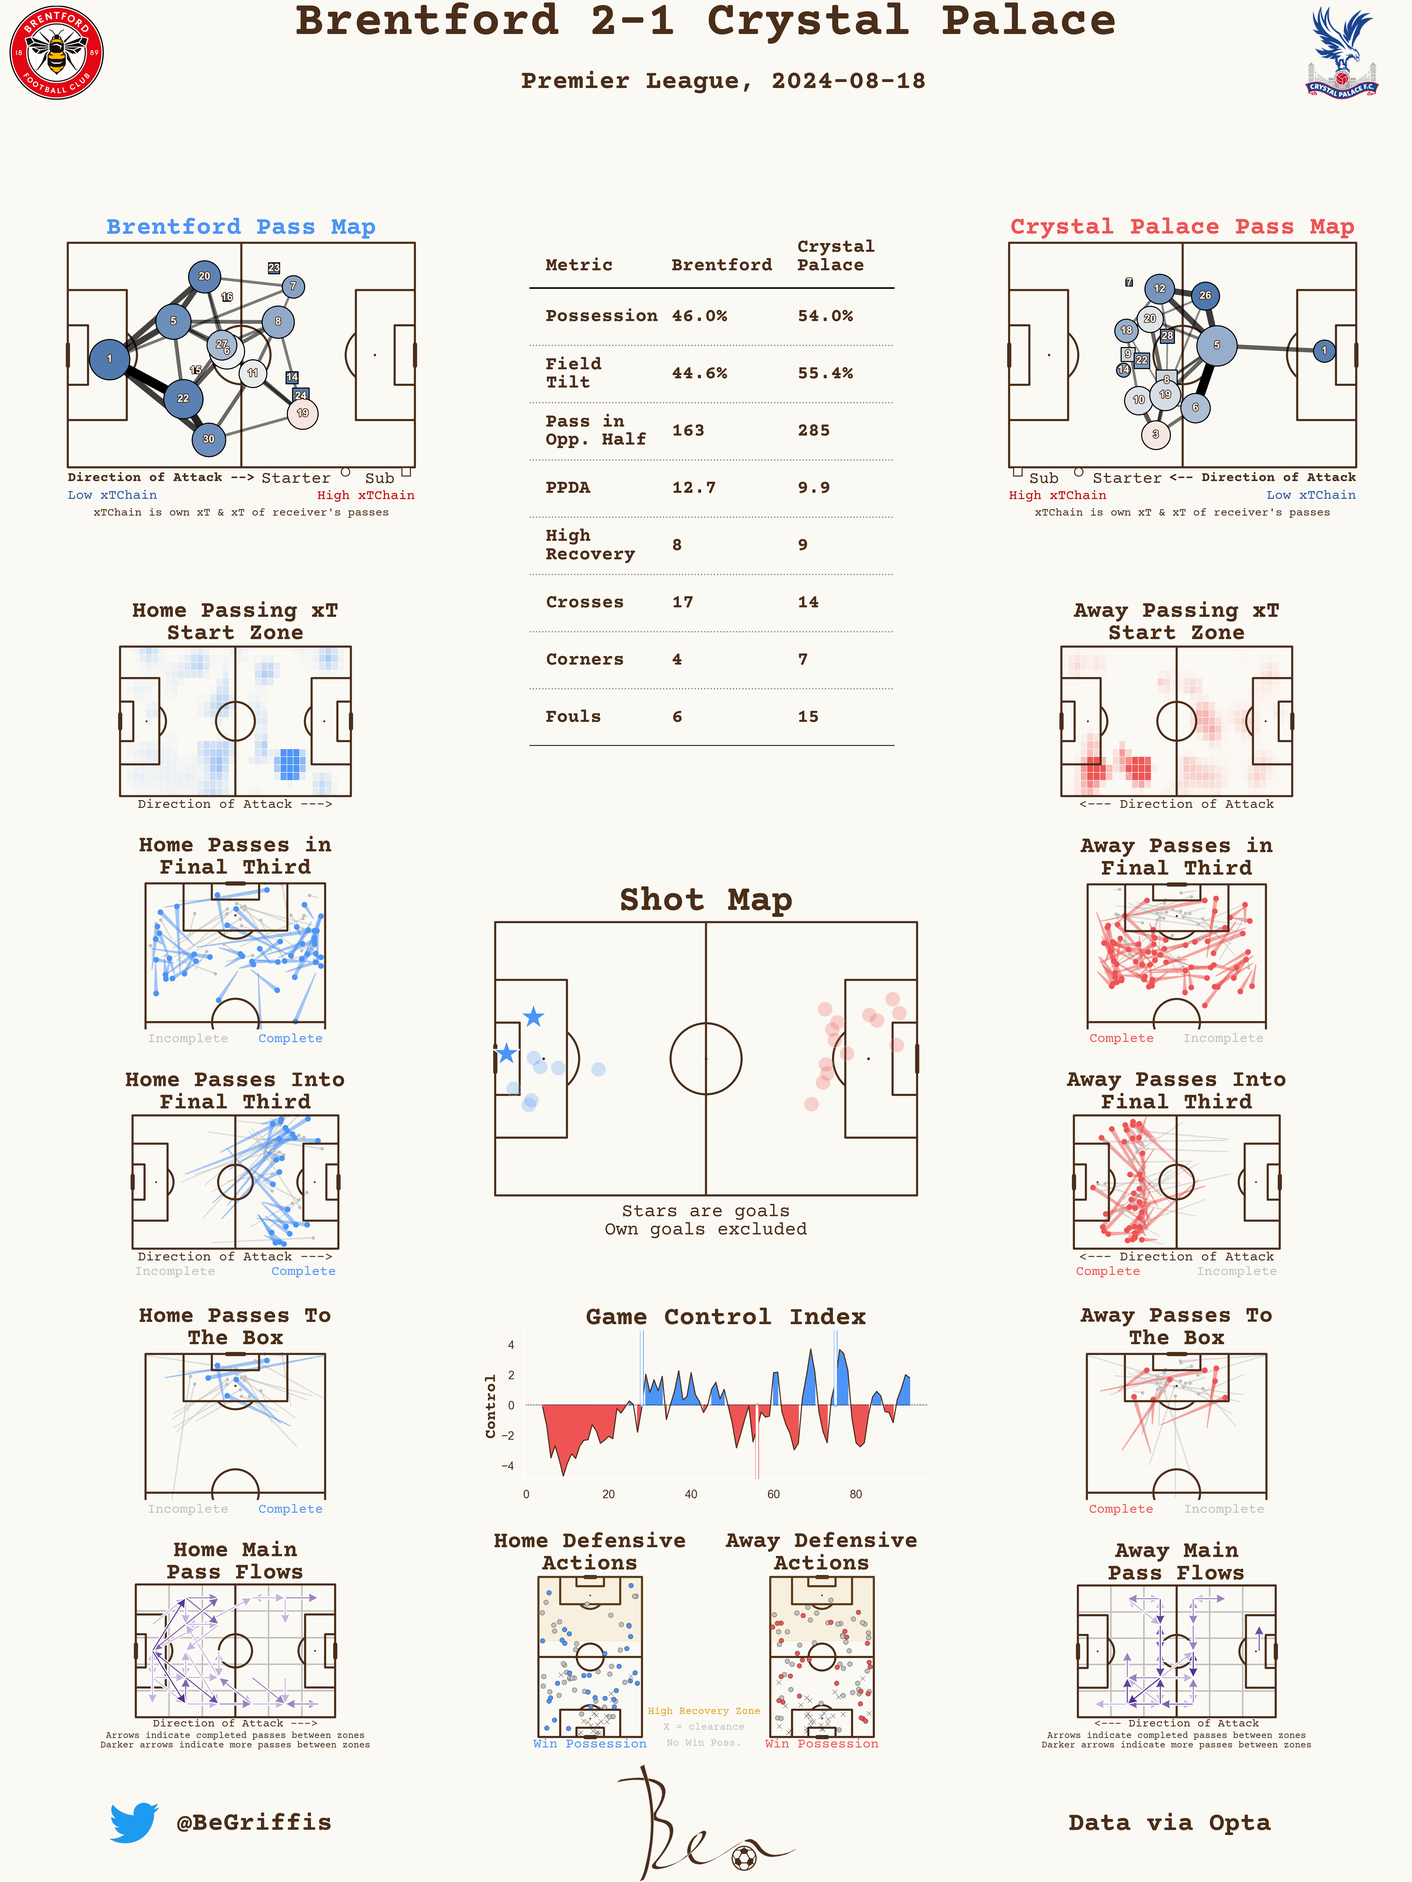 Brentford 2-1 Crystal Palace
Premier League, 2024-08-18
BRENTFORD
18 89
FOOTBALL CLUB
CRYSTAL PALACE F.C.
Brentford Pass Map
20
23
7
16
5
8
27
6
1
15
11
14
22
24
19
30
Direction of Attack --> Starter Sub
Low xTChain High xTChain
xTChain is own xT & xT of receiver's passes
Metric Brentford Crystal Palace
Possession 46.0% 54.0%
Field Tilt 44.6% 55.4%
Pass in Opp. Half 163 285
PPDA 12.7 9.9
High Recovery 8 9
Crosses 17 14
Corners 4 7
Fouls 6 15
Crystal Palace Pass Map
7
12
26
20
18
28
5
1
9
22
14
8
10
19
6
3
Sub Starter <-- Direction of Attack
High xTChain Low xTChain
xTChain is own xT & xT of receiver's passes
Home Passing xT
Start Zone
Direction of Attack --->
Away Passing xT
Start Zone
<--- Direction of Attack
Home Passes in
Final Third
Incomplete Complete
Shot Map
Stars are goals
Own goals excluded
Away Passes in
Final Third
Complete Incomplete
Home Passes Into
Final Third
Direction of Attack --->
Incomplete Complete
Away Passes Into
Final Third
<--- Direction of Attack
Complete Incomplete
Home Passes To
The Box
Incomplete Complete
Game Control Index
Control
4
2
0
−2
−4
0 20 40 60 80
Away Passes To
The Box
Complete Incomplete
Home Main
Pass Flows
Direction of Attack --->
Arrows indicate completed passes between zones
Darker arrows indicate more passes between zones
Home Defensive
Actions
Win Possession
High Recovery Zone
X = clearance
No Win Poss.
Away Defensive
Actions
Win Possession
Away Main
Pass Flows
<--- Direction of Attack
Arrows indicate completed passes between zones
Darker arrows indicate more passes between zones
@BeGriffis
Ben
Data via Opta